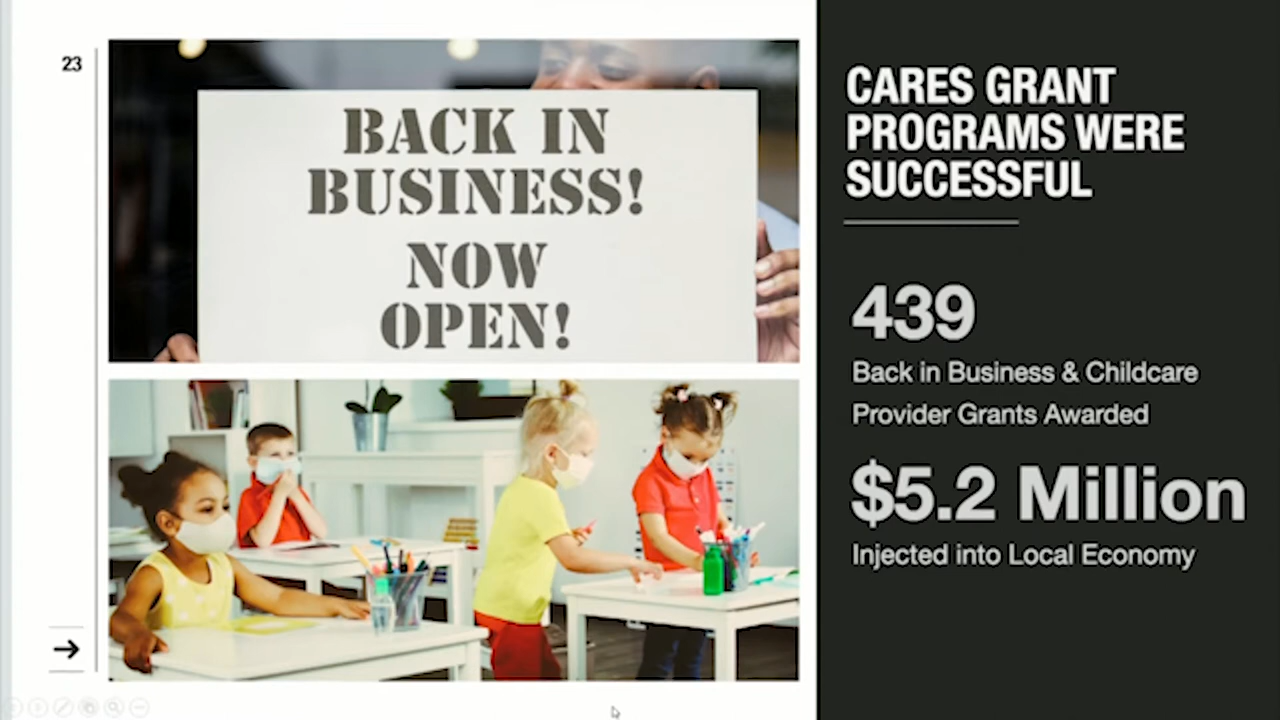 23
BACK IN
BUSINESS!
NOW
OPEN!
CARES GRANT
PROGRAMS WERE
SUCCESSFUL
439
Back in Business & Childcare
Provider Grants Awarded
$5.2 Million
Injected into Local Economy